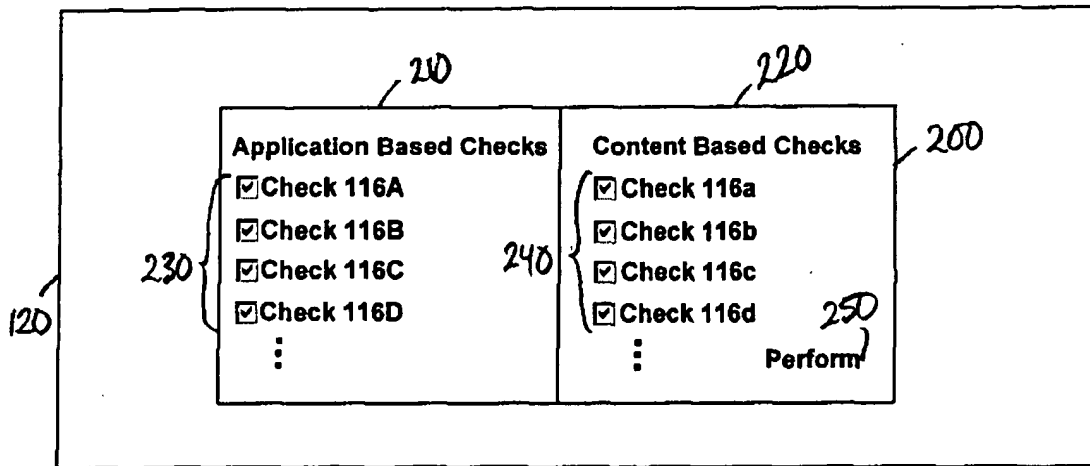 210 220
200
Application Based Checks Content Based Checks
Check 116A Check 116a
Check 116B Check 116b
230 Check 116C 240 Check 116c
120 Check 116D Check 116d
250
Perform